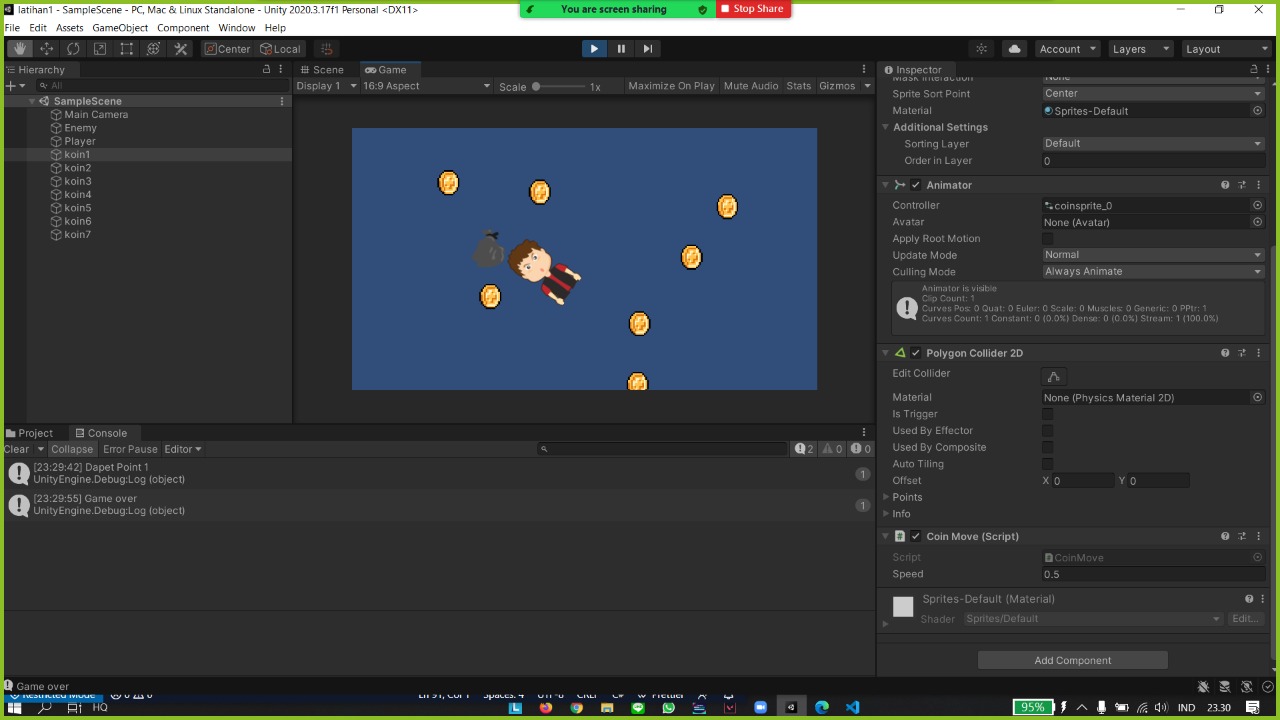 latihan1 - SampleScene - PC, Mac & Linux Standalone - Unity 2020.3.17f1 Personal <DX11>
You are screen sharing Stop Share
File Edit Assets GameObject Component Window Help
Center Local Account Layers Layout
Hierarchy
All
SampleScene
Main Camera
Enemy
Player
koin1
koin2
koin3
koin4
koin5
koin6
koin7
Scene Game
Display 1 16:9 Aspect Scale 1x Maximize On Play Mute Audio Stats Gizmos
Project Console
Clear Collapse Error Pause Editor 2 0 0
[23:29:42] Dapet Point 1
UnityEngine.Debug:Log (object)
1
[23:29:55] Game over
UnityEngine.Debug:Log (object)
1
Inspector
Mask Interaction None
Sprite Sort Point Center
Material Sprites-Default
Additional Settings
Sorting Layer Default
Order in Layer 0
Animator
Controller coinsprite_0
Avatar None (Avatar)
Apply Root Motion
Update Mode Normal
Culling Mode Always Animate
Animator is visible
Clip Count: 1
Curves Pos: 0 Quat: 0 Euler: 0 Scale: 0 Muscles: 0 Generic: 0 PPtr: 1
Curves Count: 1 Constant: 0 (0.0%) Dense: 0 (0.0%) Stream: 1 (100.0%)
Polygon Collider 2D
Edit Collider
Material None (Physics Material 2D)
Is Trigger
Used By Effector
Used By Composite
Auto Tiling
Offset X 0 Y 0
Points
Info
Coin Move (Script)
Script CoinMove
Speed 0.5
Sprites-Default (Material)
Shader Sprites/Default Edit...
Add Component
Game over
Restricted Mode 0 0 Ln 91, Col 1 Spaces: 4 UTF-8 CRLF C# Prettier
HQ 95% IND 23.30